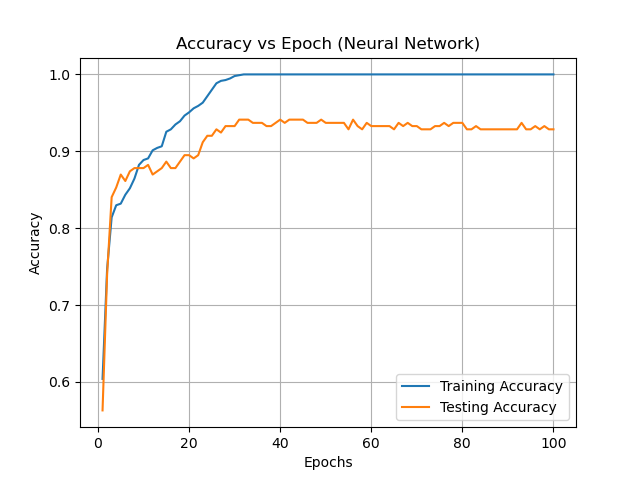 Accuracy vs Epoch (Neural Network)
1.0
0.9
0.8
0.7
0.6
Accuracy
Training Accuracy
Testing Accuracy
0 20 40 60 80 100
Epochs